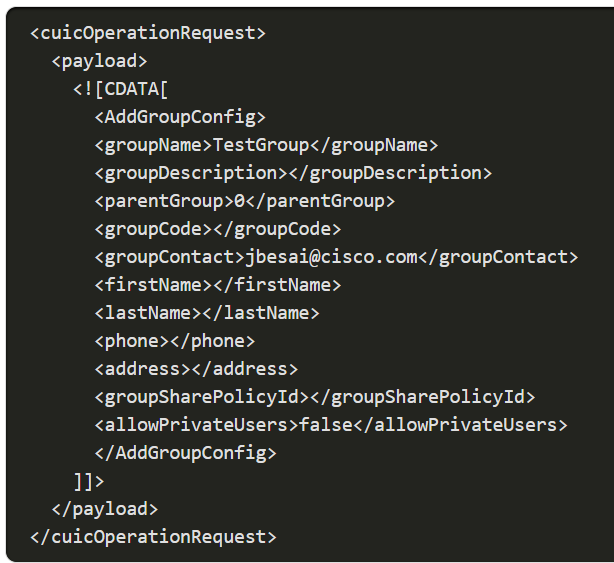 <cuicOperationRequest>
<payload>
<![CDATA[
<AddGroupConfig>
<groupName>TestGroup</groupName>
<groupDescription></groupDescription>
<parentGroup>0</parentGroup>
<groupCode></groupCode>
<groupContact>jbesai@cisco.com</groupContact>
<firstName></firstName>
<lastName></lastName>
<phone></phone>
<address></address>
<groupSharePolicyId></groupSharePolicyId>
<allowPrivateUsers>false</allowPrivateUsers>
</AddGroupConfig>
]]>
</payload>
</cuicOperationRequest>